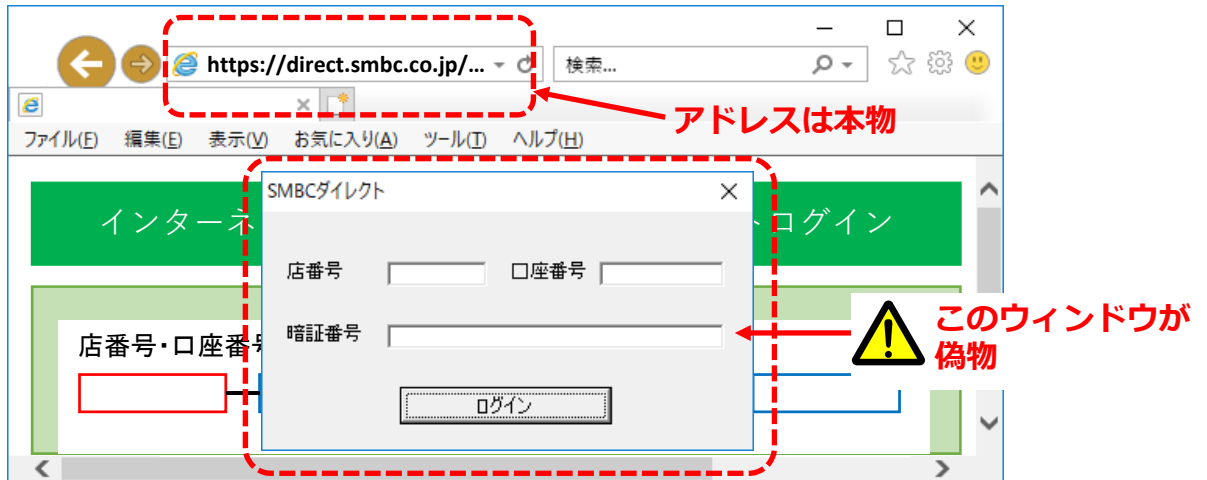 https://direct.smbc.co.jp/...
検索...
アドレスは本物
ファイル(F) 編集(E) 表示(V) お気に入り(A) ツール(T) ヘルプ(H)
SMBCダイレクト
インターネ
トログイン
店番号
口座番号
このウィンドウが
偽物
暗証番号
店番号・口座番号
ログイン